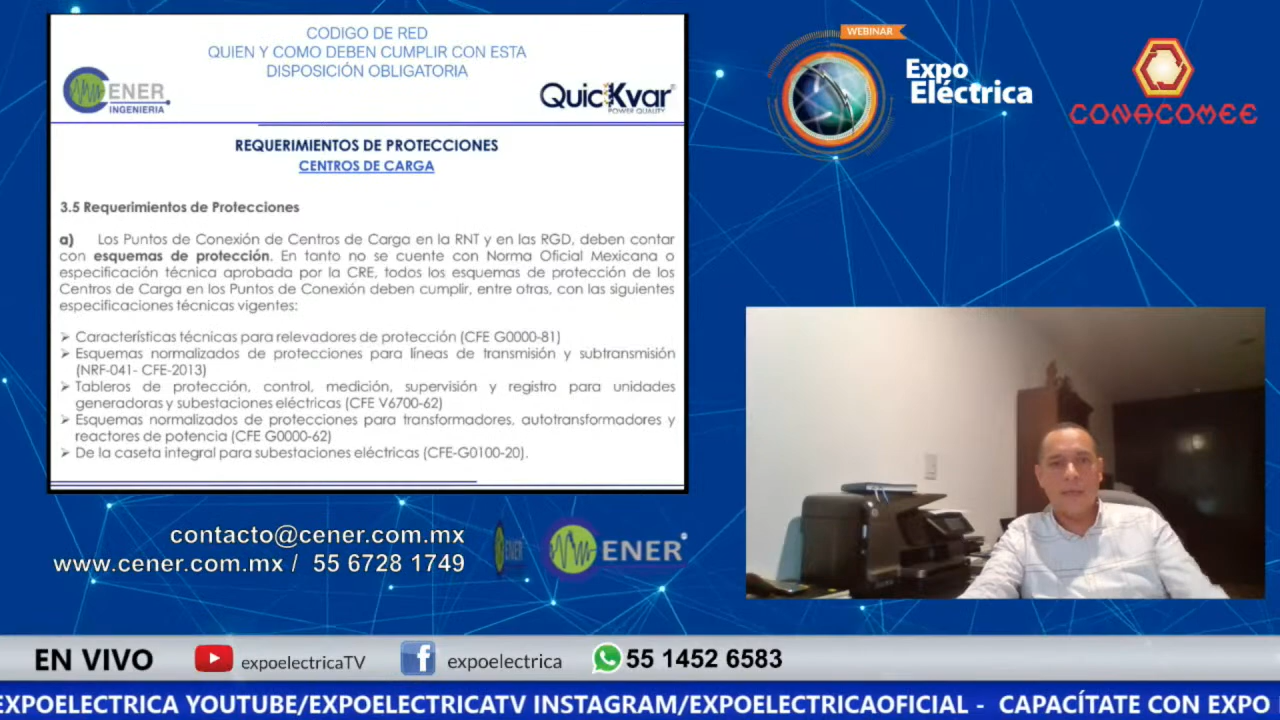 CODIGO DE RED
QUIEN Y COMO DEBEN CUMPLIR CON ESTA
DISPOSICIÓN OBLIGATORIA
CENER
INGENIERIA
QuicKvar
POWER QUALITY
REQUERIMIENTOS DE PROTECCIONES
CENTROS DE CARGA
3.5 Requerimientos de Protecciones
a) Los Puntos de Conexión de Centros de Carga en la RNT y en las RGD, deben contar
con esquemas de protección. En tanto no se cuente con Norma Oficial Mexicana o
especificación técnica aprobada por la CRE, todos los esquemas de protección de los
Centros de Carga en los Puntos de Conexión deben cumplir, entre otras, con las siguientes
especificaciones técnicas vigentes:
➢ Características técnicas para relevadores de protección (CFE G0000-81)
➢ Esquemas normalizados de protecciones para líneas de transmisión y subtransmisión
(NRF-041- CFE-2013)
➢ Tableros de protección, control, medición, supervisión y registro para unidades
generadoras y subestaciones eléctricas (CFE V6700-62)
➢ Esquemas normalizados de protecciones para transformadores, autotransformadores y
reactores de potencia (CFE G0000-62)
➢ De la caseta integral para subestaciones eléctricas (CFE-G0100-20).
WEBINAR
Expo
Eléctrica
CONACOMEE
contacto@cener.com.mx
www.cener.com.mx / 55 6728 1749
ENER
CENER
EN VIVO
expoelectricaTV
expoelectrica
55 1452 6583
EXPOELECTRICA YOUTUBE/EXPOELECTRICATV INSTAGRAM/EXPOELECTRICAOFICIAL - CAPACÍTATE CON EXPO